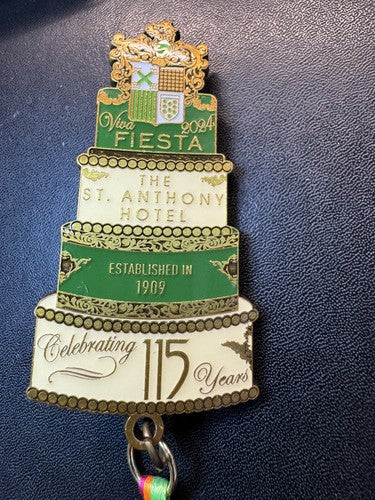 Viva 2024
FIESTA
THE
ST. ANTHONY
HOTEL
ESTABLISHED IN
1909
Celebrating 115 Years